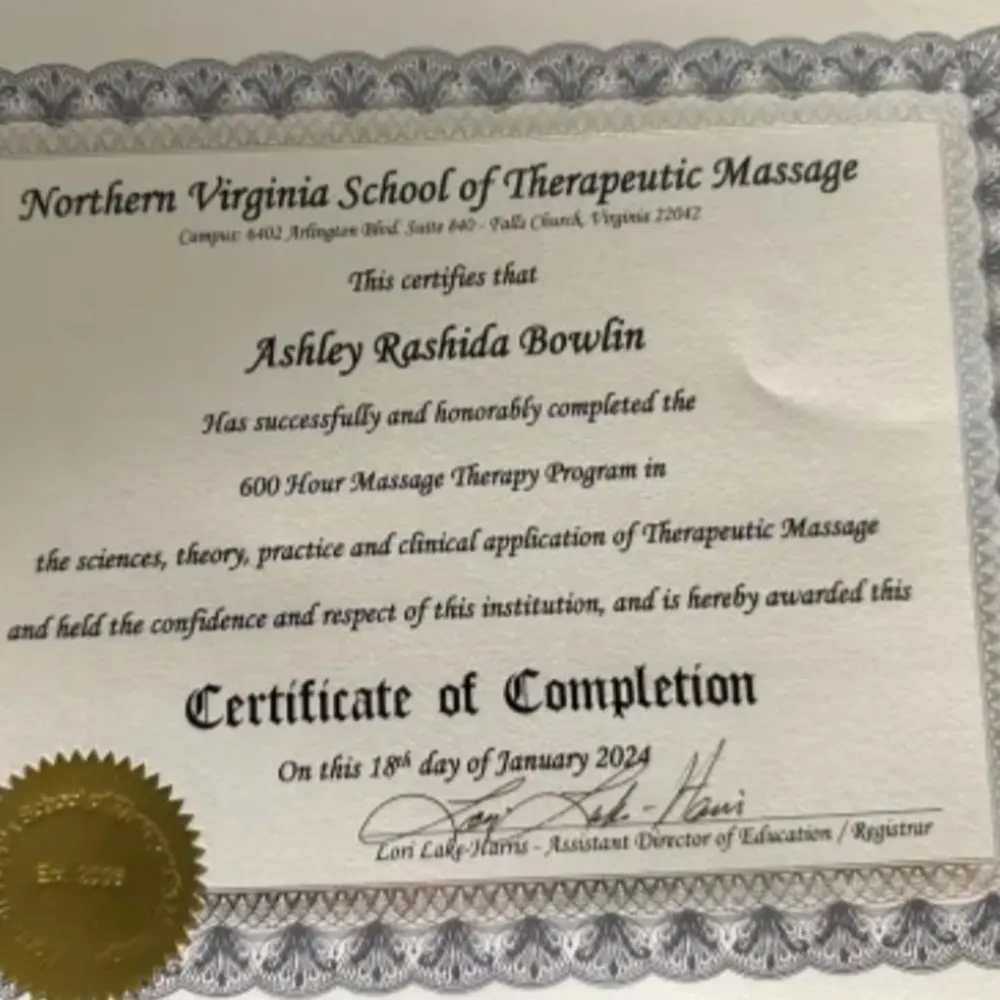 Northern Virginia School of Therapeutic Massage
Campus: 6402 Arlington Blvd. Suite 840 - Falls Church, Virginia 22042
This certifies that
Ashley Rashida Bowlin
Has successfully and honorably completed the
600 Hour Massage Therapy Program in
the sciences, theory, practice and clinical application of Therapeutic Massage
and held the confidence and respect of this institution, and is hereby awarded this
Certificate of Completion
On this 18th day of January 2024
Lori Lake-Harris
Lori Lake-Harris - Assistant Director of Education / Registrar
Est.